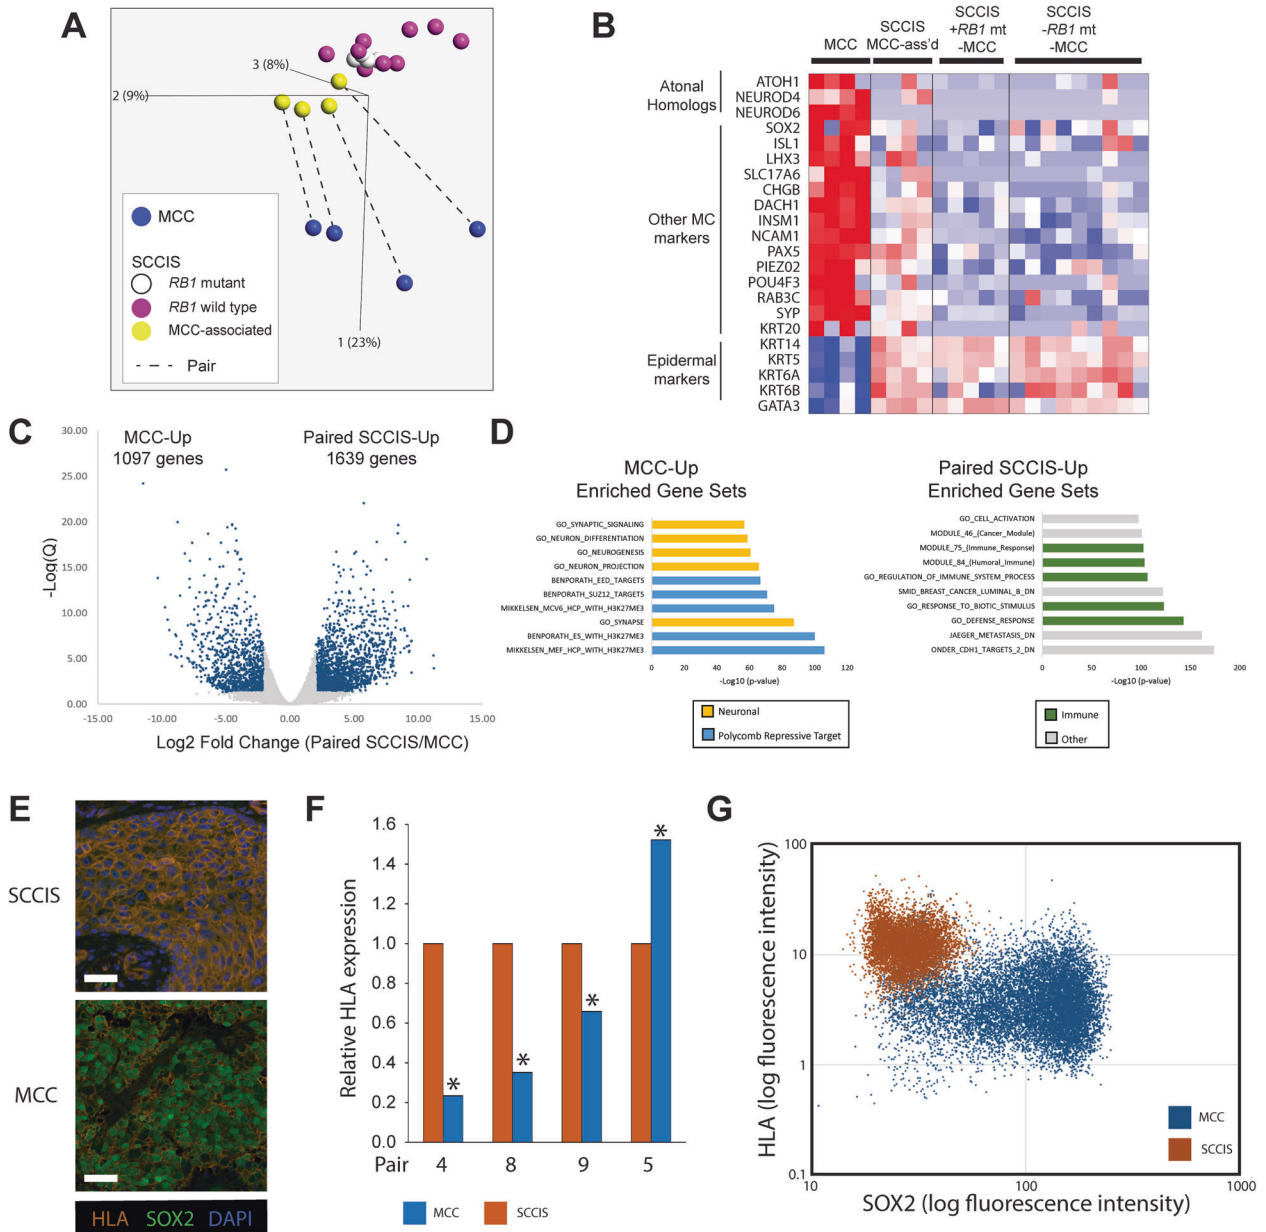 A
3 (8%)
2 (9%)
1 (23%)
MCC
SCCIS
RB1 mutant
RB1 wild type
MCC-associated
Pair
B
MCC
SCCIS
MCC-ass'd
SCCIS
+RB1 mt
-MCC
SCCIS
-RB1 mt
-MCC
Atonal
Homologs
Other MC
markers
Epidermal
markers
ATOH1
NEUROD4
NEUROD6
SOX2
ISL1
LHX3
SLC17A6
CHGB
DACH1
INSM1
NCAM1
PAX5
PIEZ02
POU4F3
RAB3C
SYP
KRT20
KRT14
KRT5
KRT6A
KRT6B
GATA3
C
MCC-Up
1097 genes
Paired SCCIS-Up
1639 genes
-Log(Q)
30.00
25.00
20.00
15.00
10.00
5.00
0.00
-15.00 -10.00 -5.00 0.00 5.00 10.00 15.00
Log2 Fold Change (Paired SCCIS/MCC)
D
MCC-Up
Enriched Gene Sets
GO_SYNAPTIC_SIGNALING
GO_NEURON_DIFFERENTIATION
GO_NEUROGENESIS
GO_NEURON_PROJECTION
BENPORATH_EED_TARGETS
BENPORATH_SUZ12_TARGETS
MIKKELSEN_MCV6_HCP_WITH_H3K27ME3
GO_SYNAPSE
BENPORATH_ES_WITH_H3K27ME3
MIKKELSEN_MEF_HCP_WITH_H3K27ME3
0 20 40 60 80 100 120
-Log10 (p-value)
Neuronal
Polycomb Repressive Target
Paired SCCIS-Up
Enriched Gene Sets
GO_CELL_ACTIVATION
MODULE_46_(Cancer_Module)
MODULE_75_(Immune_Response)
MODULE_84_(Humoral_Immune)
GO_REGULATION_OF_IMMUNE_SYSTEM_PROCESS
SMID_BREAST_CANCER_LUMINAL_B_DN
GO_RESPONSE_TO_BIOTIC_STIMULUS
GO_DEFENSE_RESPONSE
JAEGER_METASTASIS_DN
ONDER_CDH1_TARGETS_2_DN
0 50 100 150 200
-Log10 (p-value)
Immune
Other
E
SCCIS
MCC
HLA SOX2 DAPI
F
Relative HLA expression
1.6
1.4
1.2
1.0
0.8
0.6
0.4
0.2
0.0
* * * *
Pair 4 8 9 5
MCC SCCIS
G
HLA (log fluorescence intensity)
100
10
1
0.1
10 100 1000
SOX2 (log fluorescence intensity)
MCC
SCCIS